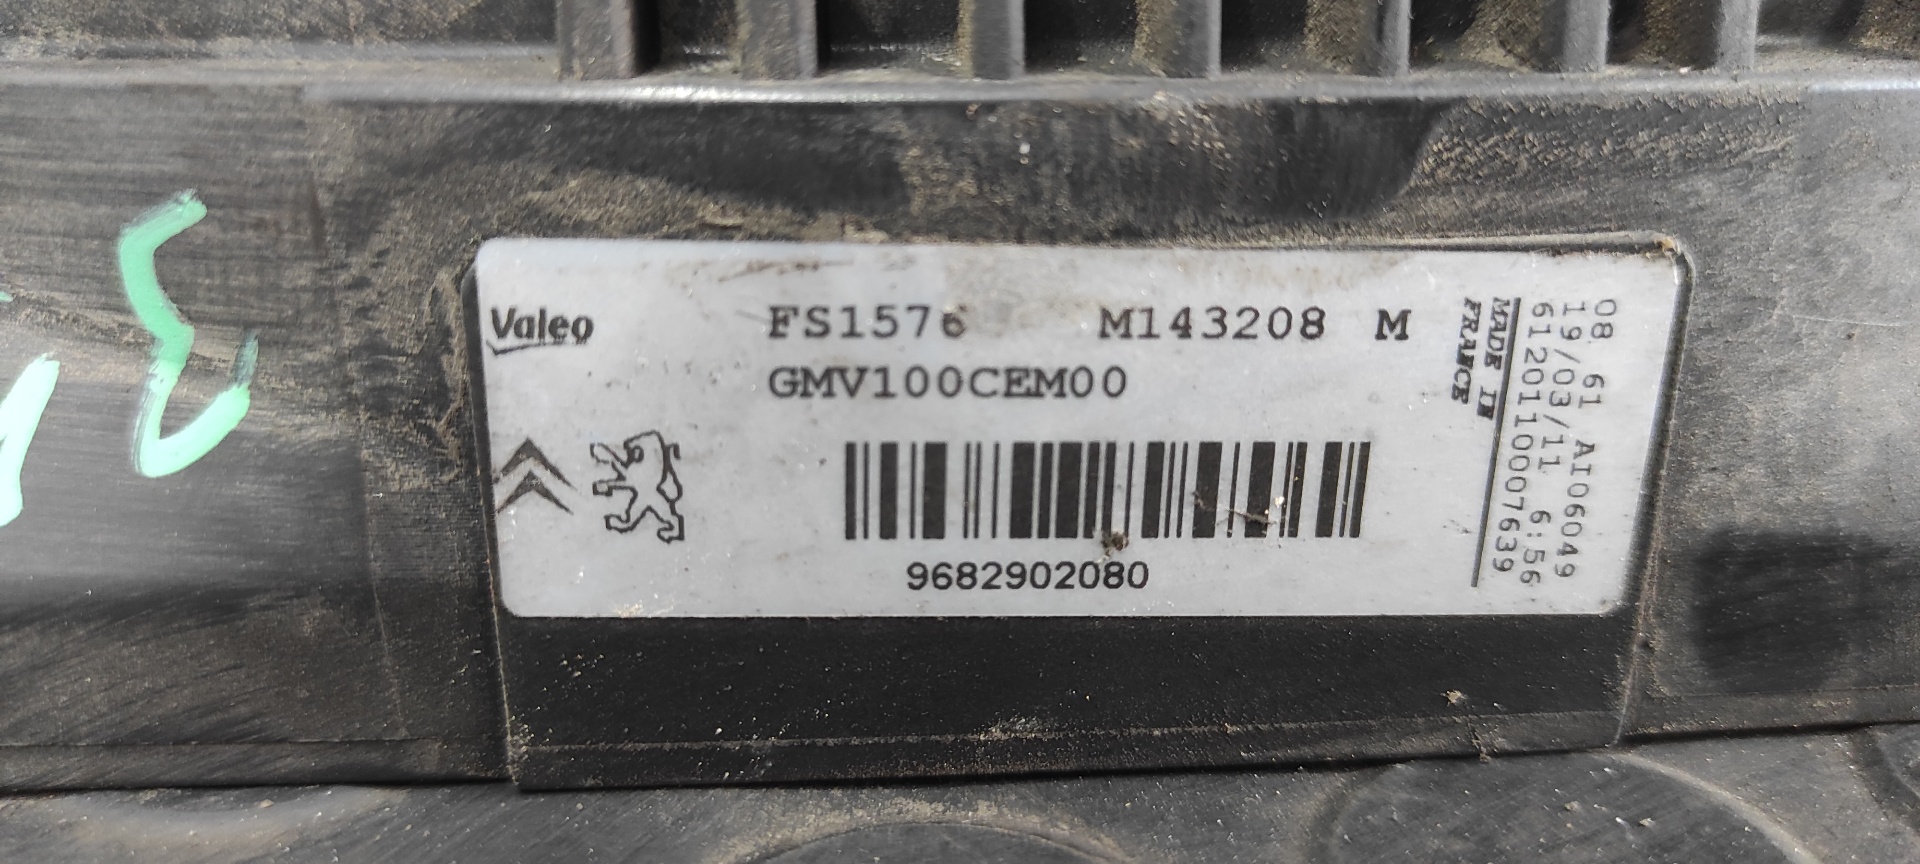 Valeo FS1576 M143208 M
GMV100CEM00
9682902080
MADE IN
FRANCE
08 61 AI06049
19/03/11 6:56
6120110007639